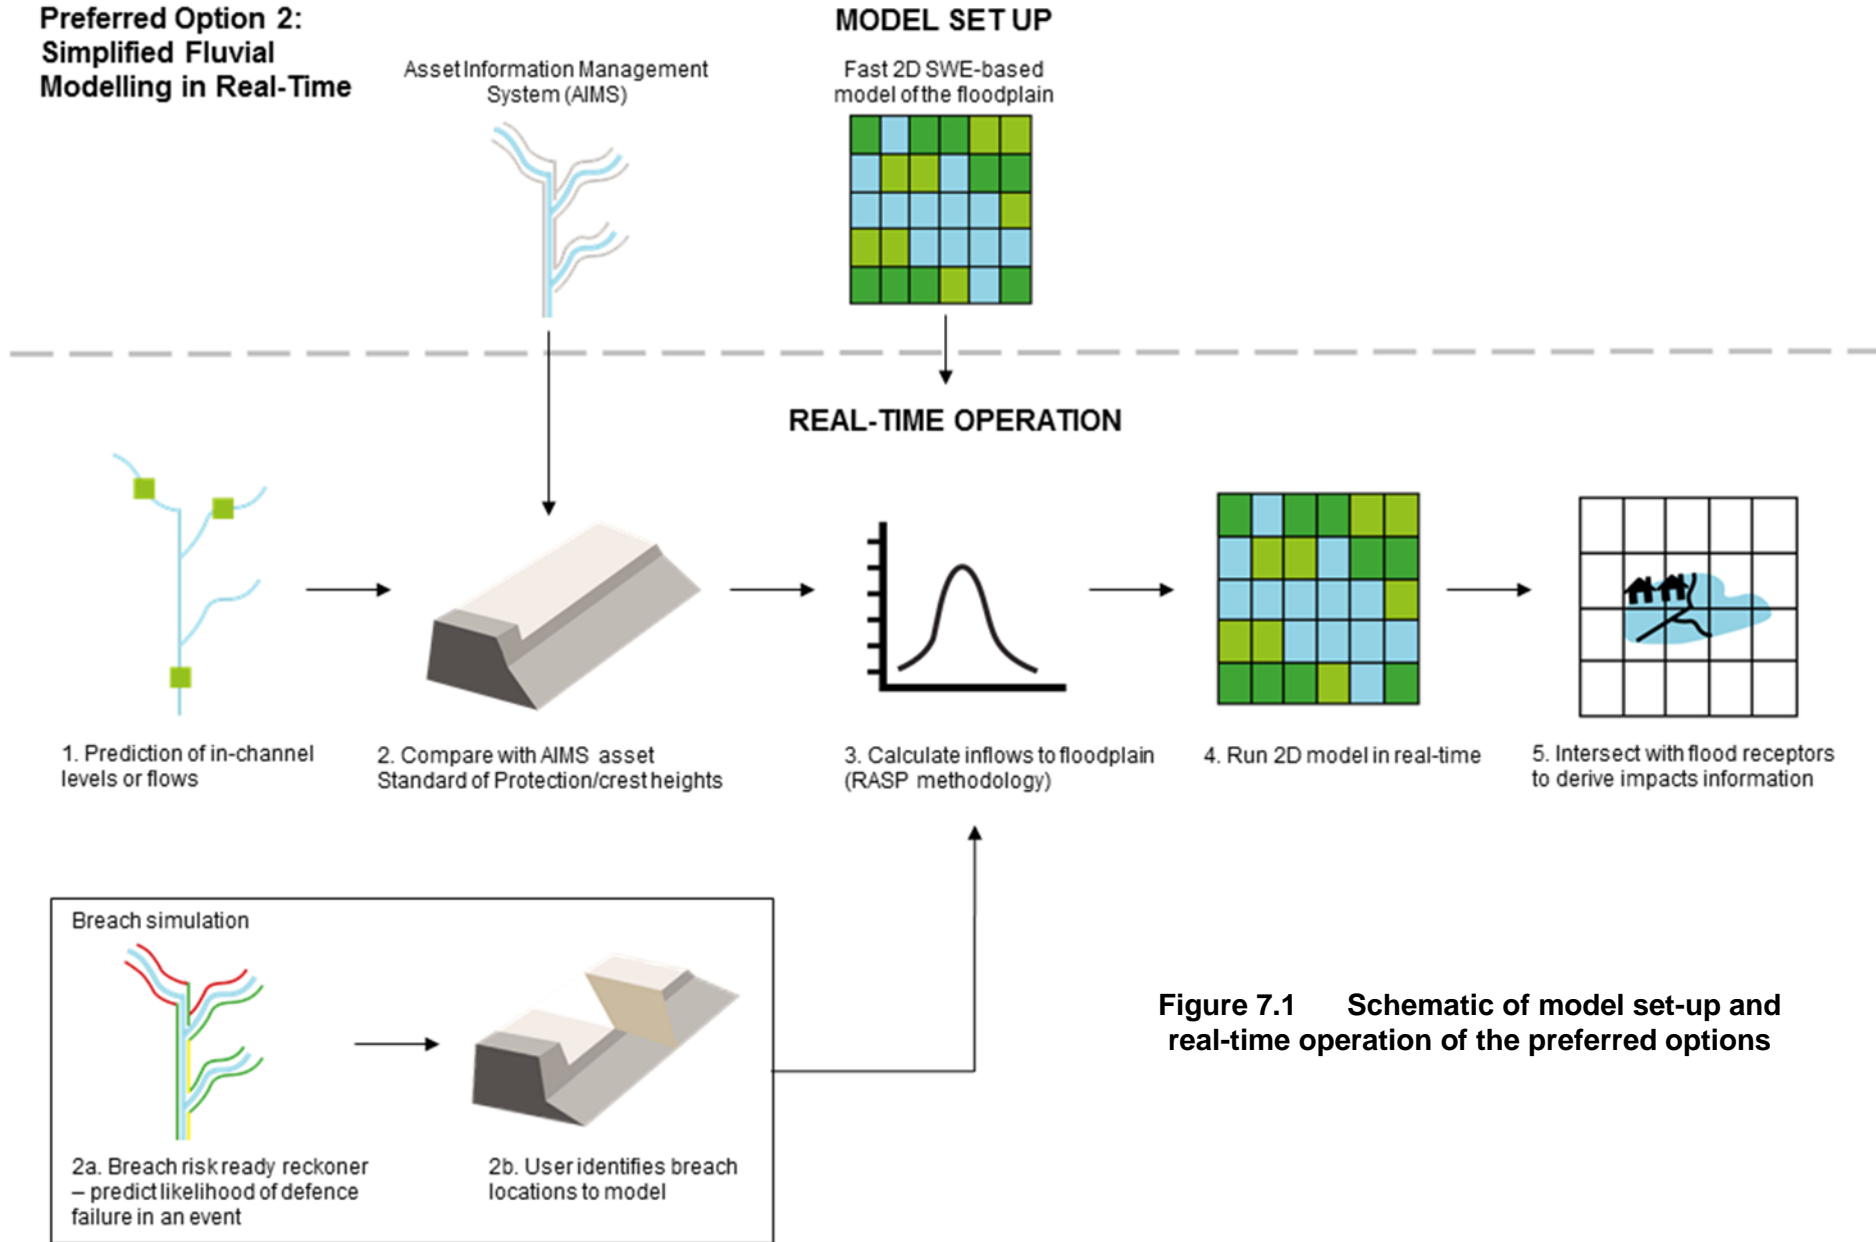 Preferred Option 2:
Simplified Fluvial
Modelling in Real-Time
MODEL SET UP
Asset Information Management
System (AIMS)
Fast 2D SWE-based
model of the floodplain
REAL-TIME OPERATION
1. Prediction of in-channel
levels or flows
2. Compare with AIMS asset
Standard of Protection/crest heights
3. Calculate inflows to floodplain
(RASP methodology)
4. Run 2D model in real-time
5. Intersect with flood receptors
to derive impacts information
Breach simulation
2a. Breach risk ready reckoner
– predict likelihood of defence
failure in an event
2b. User identifies breach
locations to model
Figure 7.1 Schematic of model set-up and
real-time operation of the preferred options